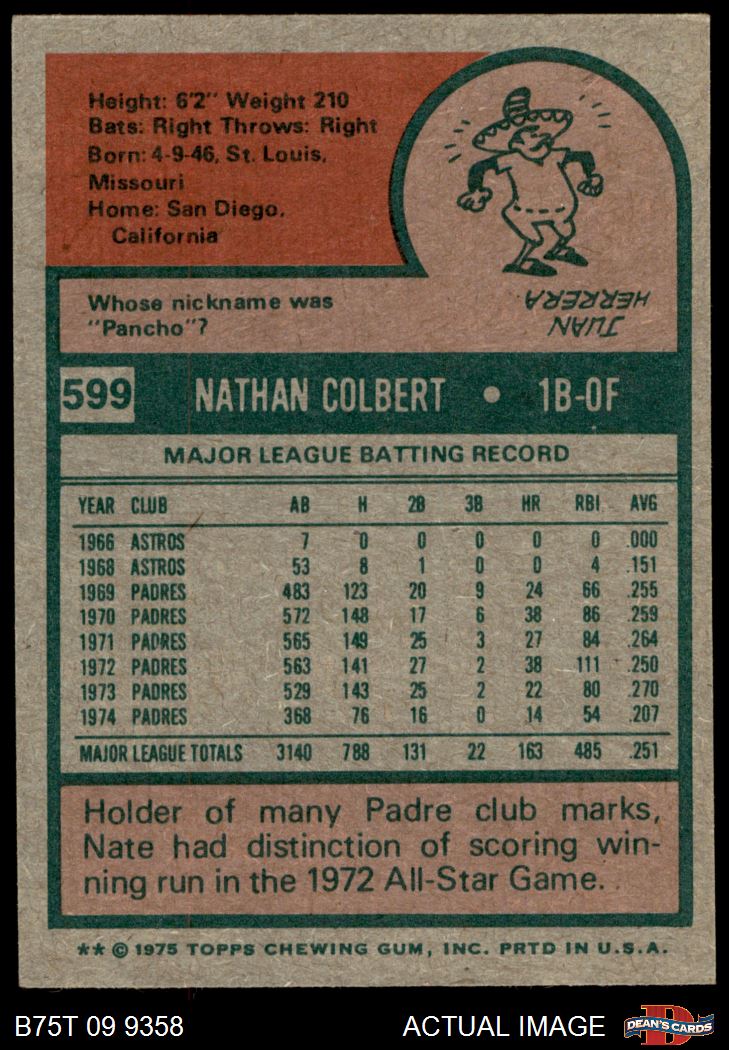 Height: 6'2" Weight 210
Bats: Right Throws: Right
Born: 4-9-46, St. Louis,
Missouri
Home: San Diego,
California
Whose nickname was
"Pancho"?
JUAN
HERRERA
599 NATHAN COLBERT • 1B-OF
MAJOR LEAGUE BATTING RECORD
YEAR CLUB AB H 2B 3B HR RBI AVG
1966 ASTROS 7 0 0 0 0 0 .000
1968 ASTROS 53 8 1 0 0 4 .151
1969 PADRES 483 123 20 9 24 66 .255
1970 PADRES 572 148 17 6 38 86 .259
1971 PADRES 565 149 25 3 27 84 .264
1972 PADRES 563 141 27 2 38 111 .250
1973 PADRES 529 143 25 2 22 80 .270
1974 PADRES 368 76 16 0 14 54 .207
MAJOR LEAGUE TOTALS 3140 788 131 22 163 485 .251
Holder of many Padre club marks,
Nate had distinction of scoring win-
ning run in the 1972 All-Star Game.
** © 1975 TOPPS CHEWING GUM, INC. PRTD IN U.S.A.
B75T 09 9358 ACTUAL IMAGE
D
DEAN'S CARDS